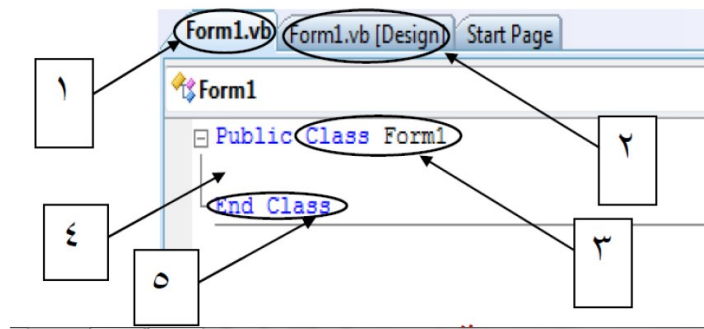 Form1.vb Form1.vb [Design] Start Page
١
Form1
٢
Public Class Form1
٤
End Class
٣
٥